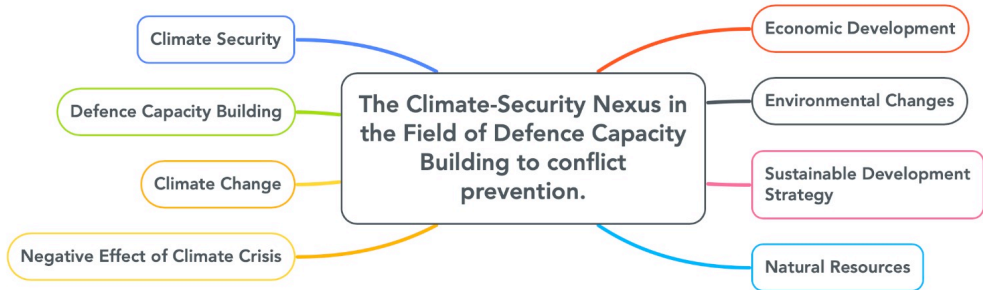 Climate Security
Defence Capacity Building
Climate Change
Negative Effect of Climate Crisis
The Climate-Security Nexus in
the Field of Defence Capacity
Building to conflict
prevention.
Economic Development
Environmental Changes
Sustainable Development
Strategy
Natural Resources